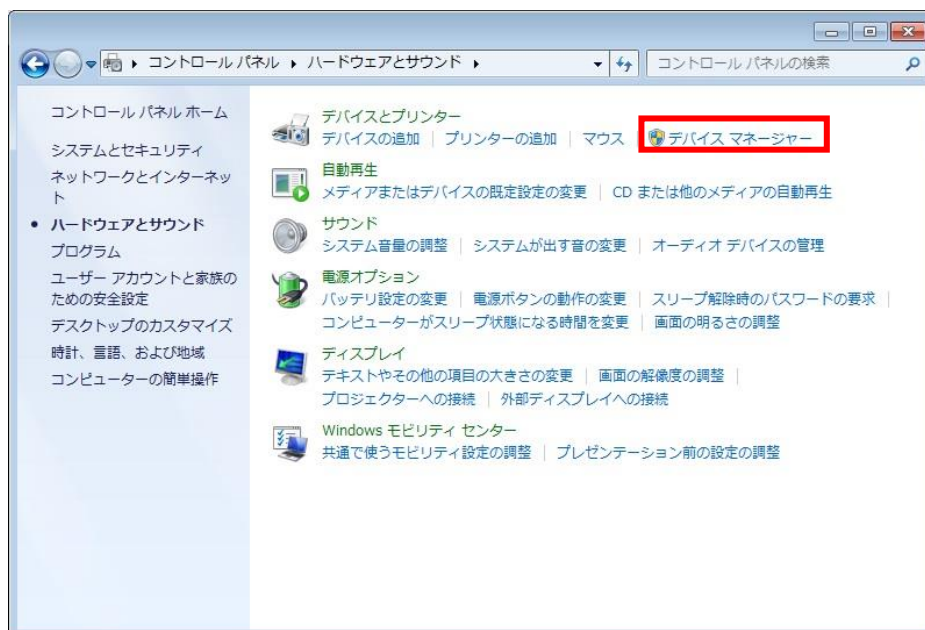 コントロール パネル ▸ ハードウェアとサウンド ▸
コントロール パネルの検索
コントロール パネル ホーム
システムとセキュリティ
ネットワークとインターネッ
ト
ハードウェアとサウンド
プログラム
ユーザー アカウントと家族の
ための安全設定
デスクトップのカスタマイズ
時計、言語、および地域
コンピューターの簡単操作
デバイスとプリンター
デバイスの追加 | プリンターの追加 | マウス | デバイス マネージャー
自動再生
メディアまたはデバイスの既定設定の変更 | CD または他のメディアの自動再生
サウンド
システム音量の調整 | システムが出す音の変更 | オーディオ デバイスの管理
電源オプション
バッテリ設定の変更 | 電源ボタンの動作の変更 | スリープ解除時のパスワードの要求 |
コンピューターがスリープ状態になる時間を変更 | 画面の明るさの調整
ディスプレイ
テキストやその他の項目の大きさの変更 | 画面の解像度の調整 |
プロジェクターへの接続 | 外部ディスプレイへの接続
Windows モビリティ センター
共通で使うモビリティ設定の調整 | プレゼンテーション前の設定の調整